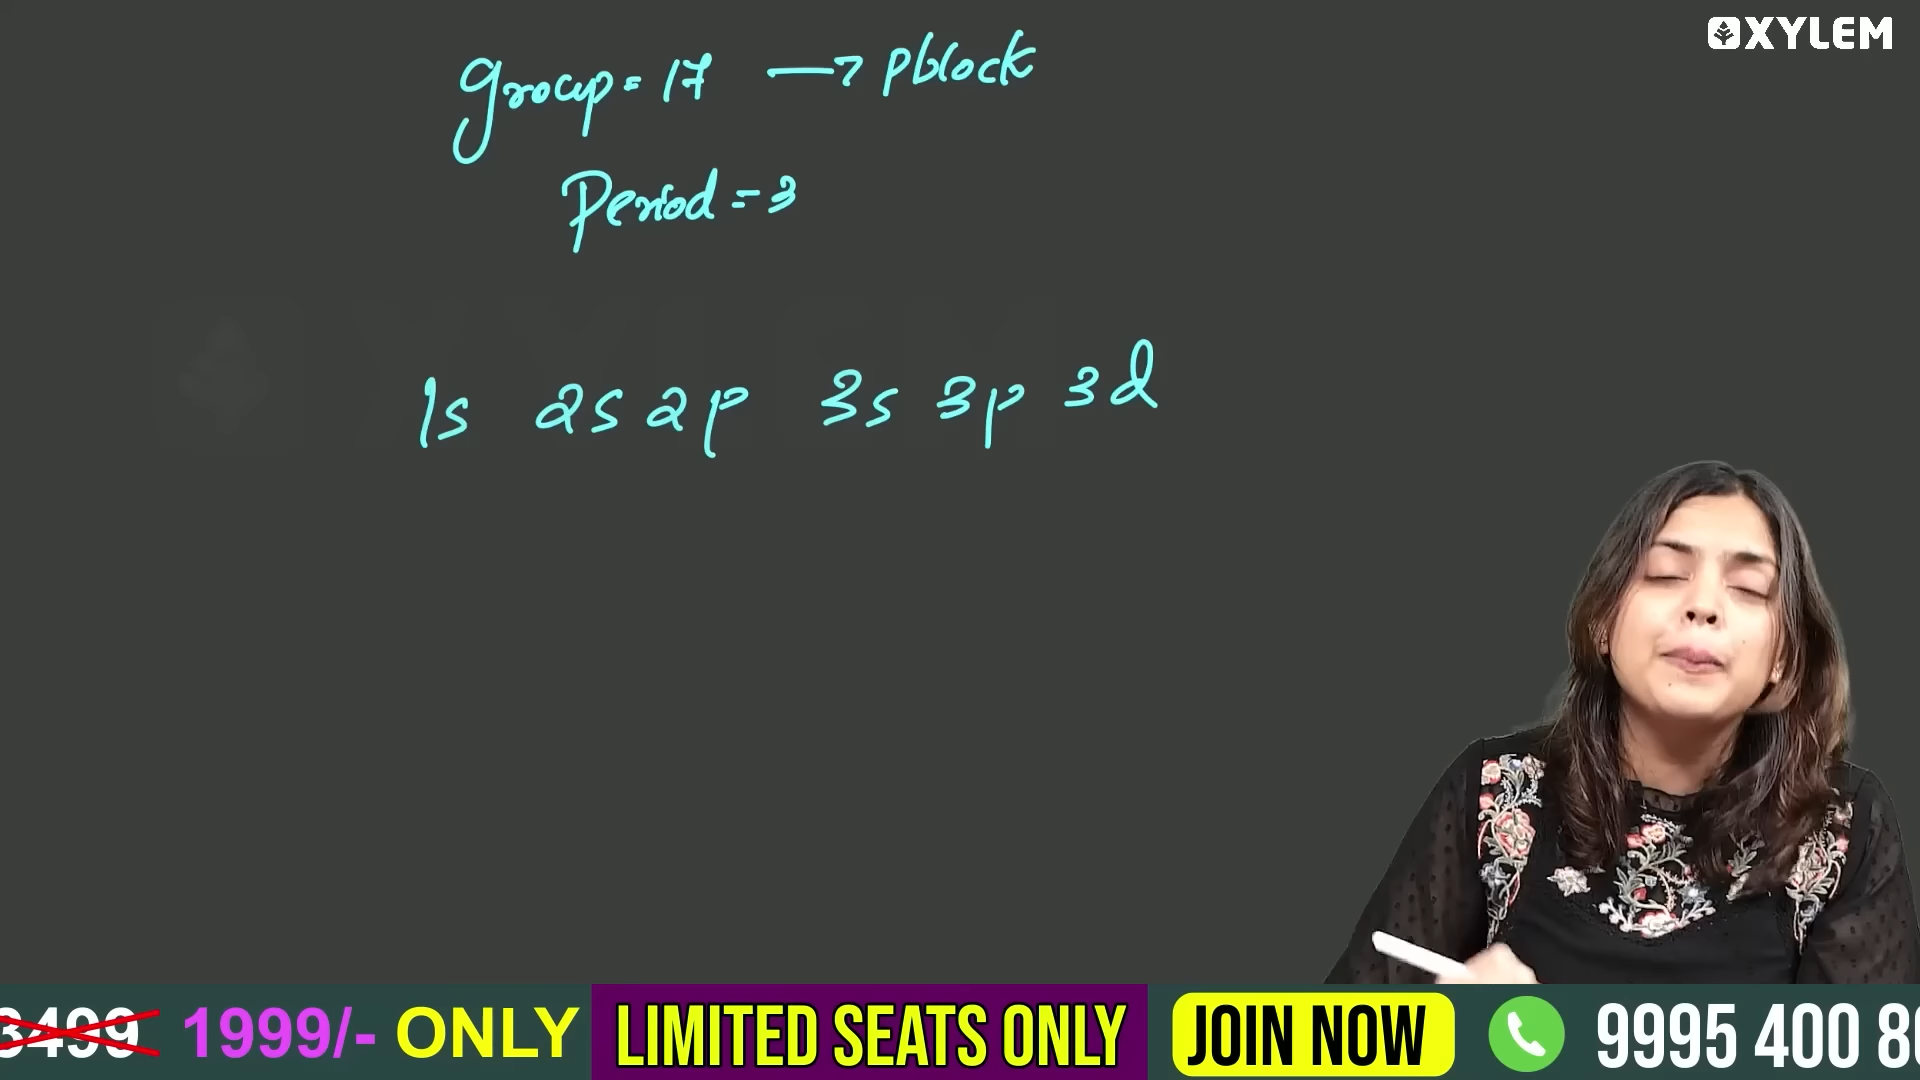 XYLEM
Group = 17 → p block
Period = 3
1s 2s 2p 3s 3p 3d
3499 1999/- ONLY LIMITED SEATS ONLY JOIN NOW 9995 400 8